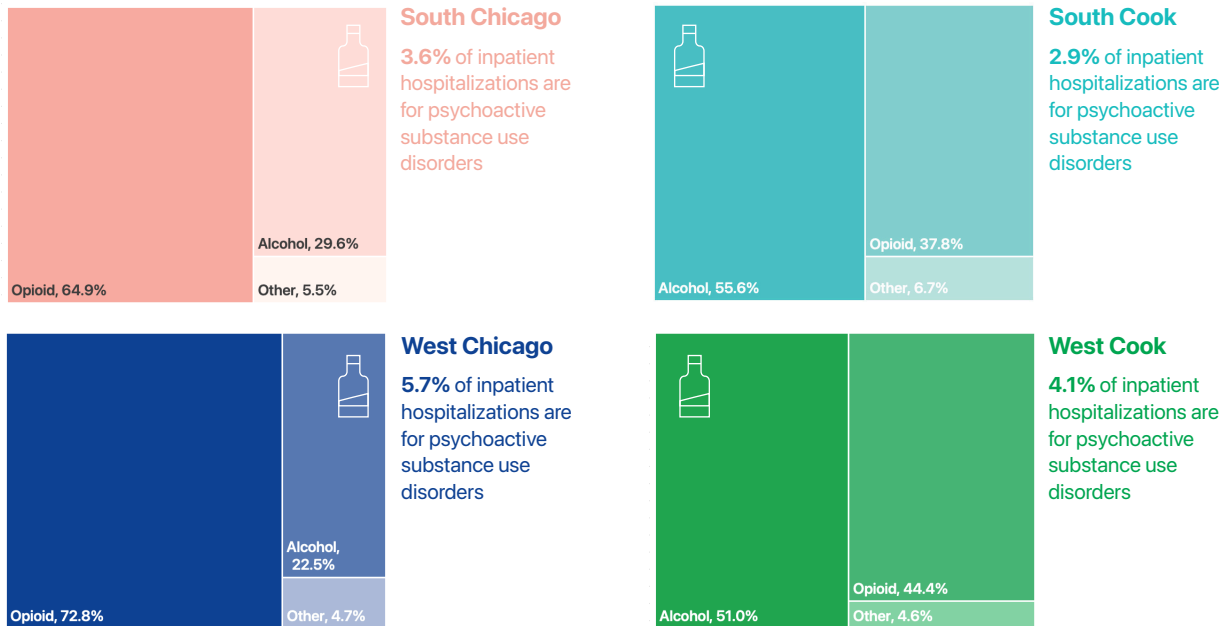 South Chicago
3.6% of inpatient
hospitalizations are
for psychoactive
substance use
disorders
Alcohol, 29.6%
Opioid, 64.9%
Other, 5.5%
South Cook
2.9% of inpatient
hospitalizations are
for psychoactive
substance use
disorders
Opioid, 37.8%
Alcohol, 55.6%
Other, 6.7%
West Chicago
5.7% of inpatient
hospitalizations are
for psychoactive
substance use
disorders
Alcohol,
22.5%
Opioid, 72.8%
Other, 4.7%
West Cook
4.1% of inpatient
hospitalizations are
for psychoactive
substance use
disorders
Opioid, 44.4%
Alcohol, 51.0%
Other, 4.6%